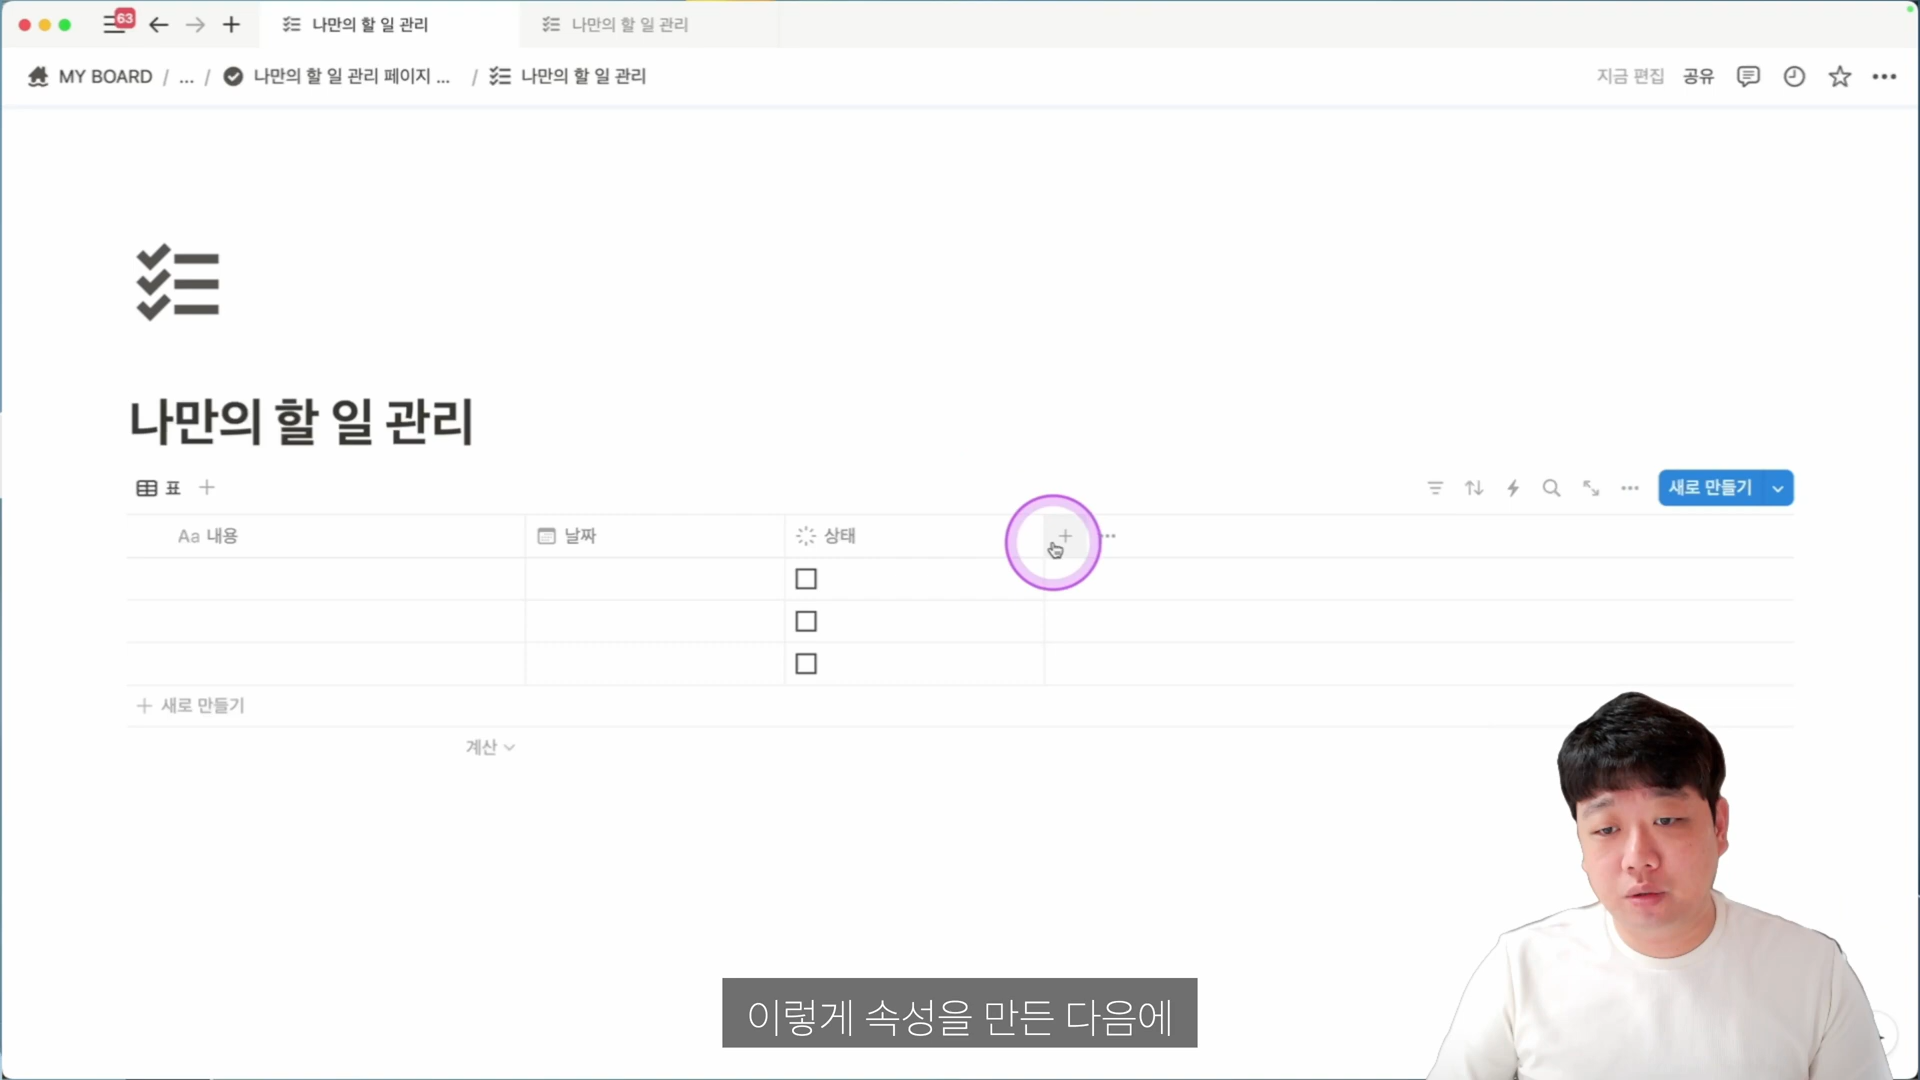 63
나만의 할 일 관리
나만의 할 일 관리
MY BOARD / ... / 나만의 할 일 관리 페이지 ... / 나만의 할 일 관리
지금 편집 공유
나만의 할 일 관리
표
새로 만들기
Aa 내용 날짜 상태
새로 만들기
계산
이렇게 속성을 만든 다음에